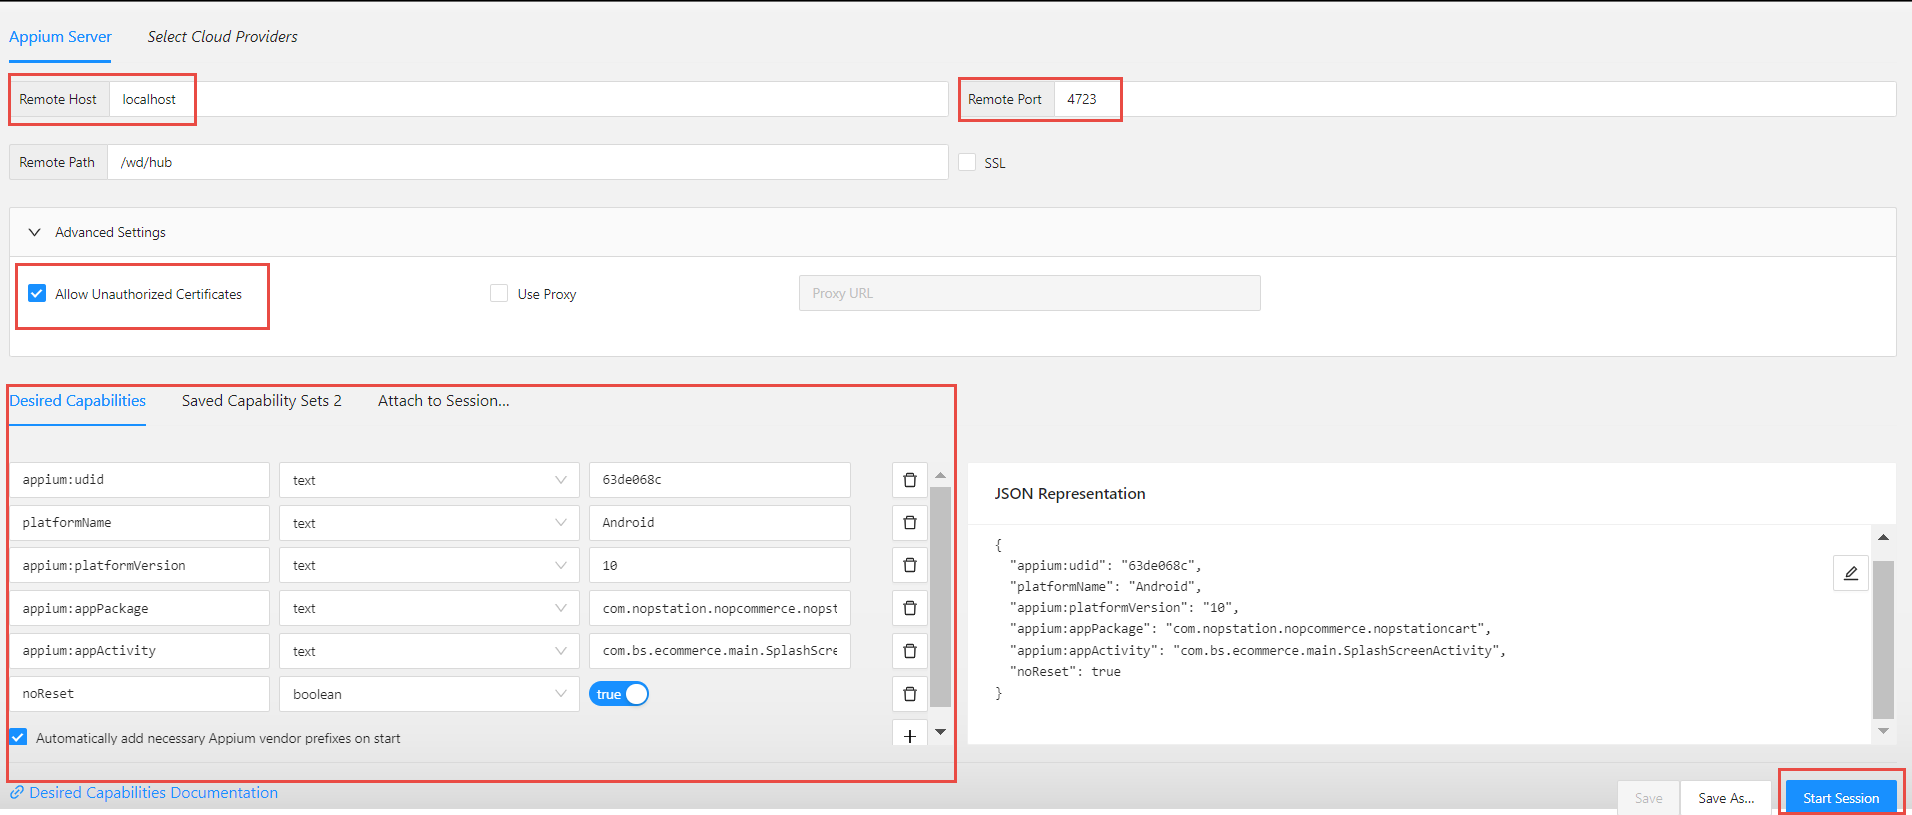 Appium Server Select Cloud Providers
Remote Host localhost Remote Port 4723
Remote Path /wd/hub SSL
Advanced Settings
Allow Unauthorized Certificates Use Proxy Proxy URL
Desired Capabilities Saved Capability Sets 2 Attach to Session...
appium:udid text 63de068c
platformName text Android
appium:platformVersion text 10
appium:appPackage text com.nopstation.nopcommerce.nopst
appium:appActivity text com.bs.ecommerce.main.SplashScre
noReset boolean true
Automatically add necessary Appium vendor prefixes on start
JSON Representation
{
"appium:udid": "63de068c",
"platformName": "Android",
"appium:platformVersion": "10",
"appium:appPackage": "com.nopstation.nopcommerce.nopstationcart",
"appium:appActivity": "com.bs.ecommerce.main.SplashScreenActivity",
"noReset": true
}
Desired Capabilities Documentation
Save Save As... Start Session